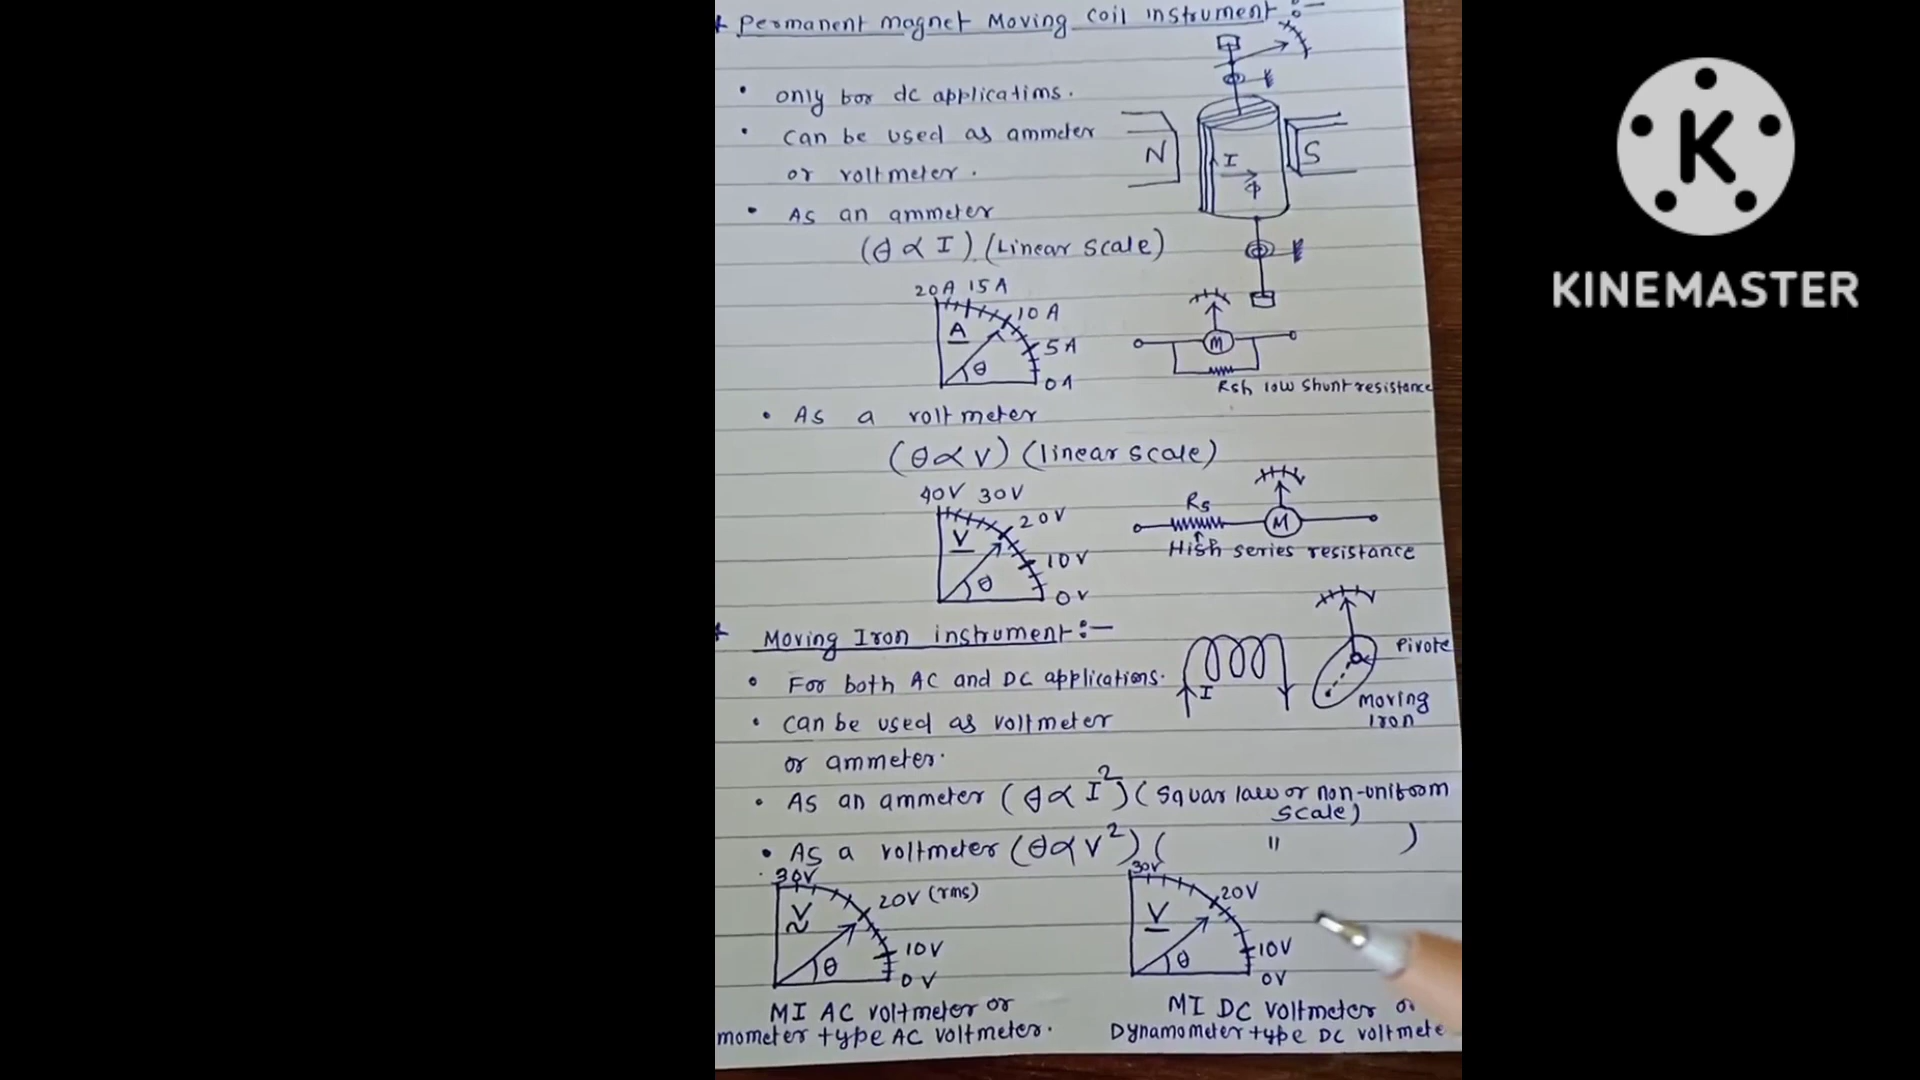 * Permanent magnet Moving coil instrument :-
• only for dc applications.
• can be used as ammeter
or voltmeter.
• As an ammeter
(θ ∝ I) (Linear scale)
N
I
ϕ
S
20A 15A
10 A
A
5A
θ
0A
M
Rsh low shunt resistance
• As a voltmeter
(θ ∝ V) (linear scale)
40V 30V
20V
V
10V
θ
0V
Rs
M
High series resistance
* Moving Iron instrument :-
• For both AC and DC applications.
• can be used as voltmeter
or ammeter.
I
Pivote
Moving
Iron
• As an ammeter (θ ∝ I²) (squar law or non-uniform
scale)
• As a voltmeter (θ ∝ V²) ( " )
30V
V
~
20V (rms)
10V
θ
0V
MI AC voltmeter or
mometer type AC voltmeter.
30V
V
20V
10V
θ
0V
MI DC voltmeter o
Dynamometer type DC voltmete
K
KINEMASTER